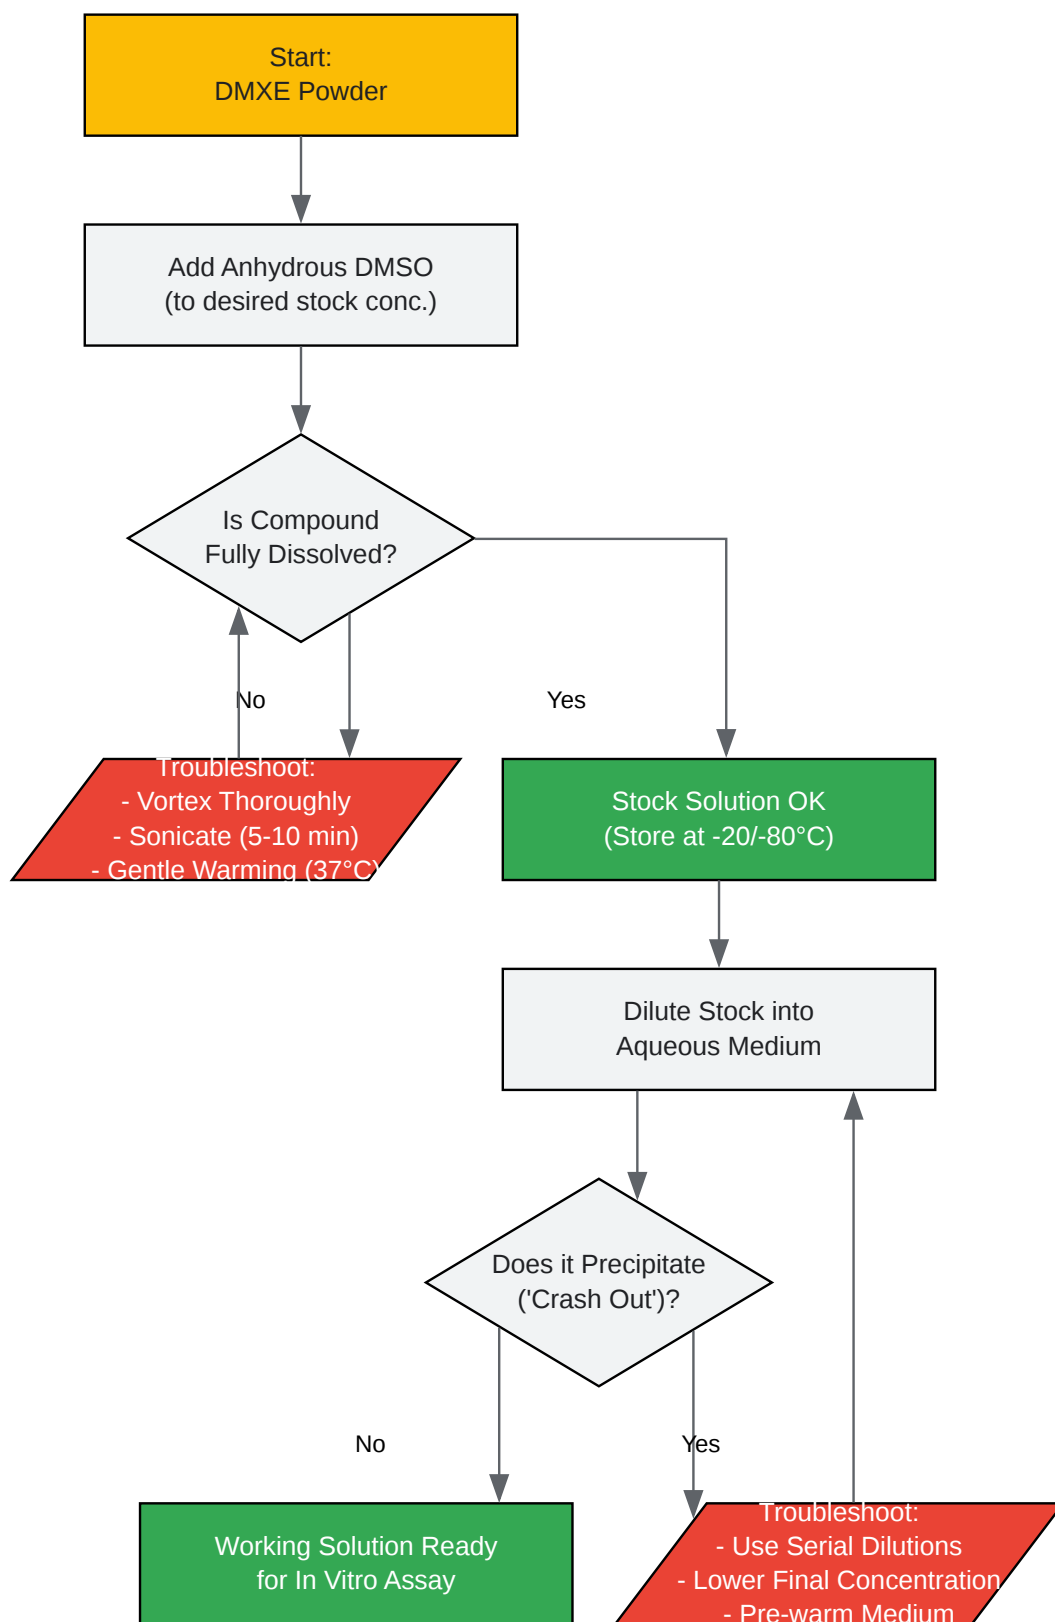 Start:
DMXE Powder
Add Anhydrous DMSO
(to desired stock conc.)
Is Compound
Fully Dissolved?
No
Yes
Troubleshoot:
- Vortex Thoroughly
- Sonicate (5-10 min)
- Gentle Warming (37°C)
Stock Solution OK
(Store at -20/-80°C)
Dilute Stock into
Aqueous Medium
Does it Precipitate
('Crash Out')?
No
Yes
Working Solution Ready
for In Vitro Assay
Troubleshoot:
- Use Serial Dilutions
- Lower Final Concentration
- Pre-warm Medium